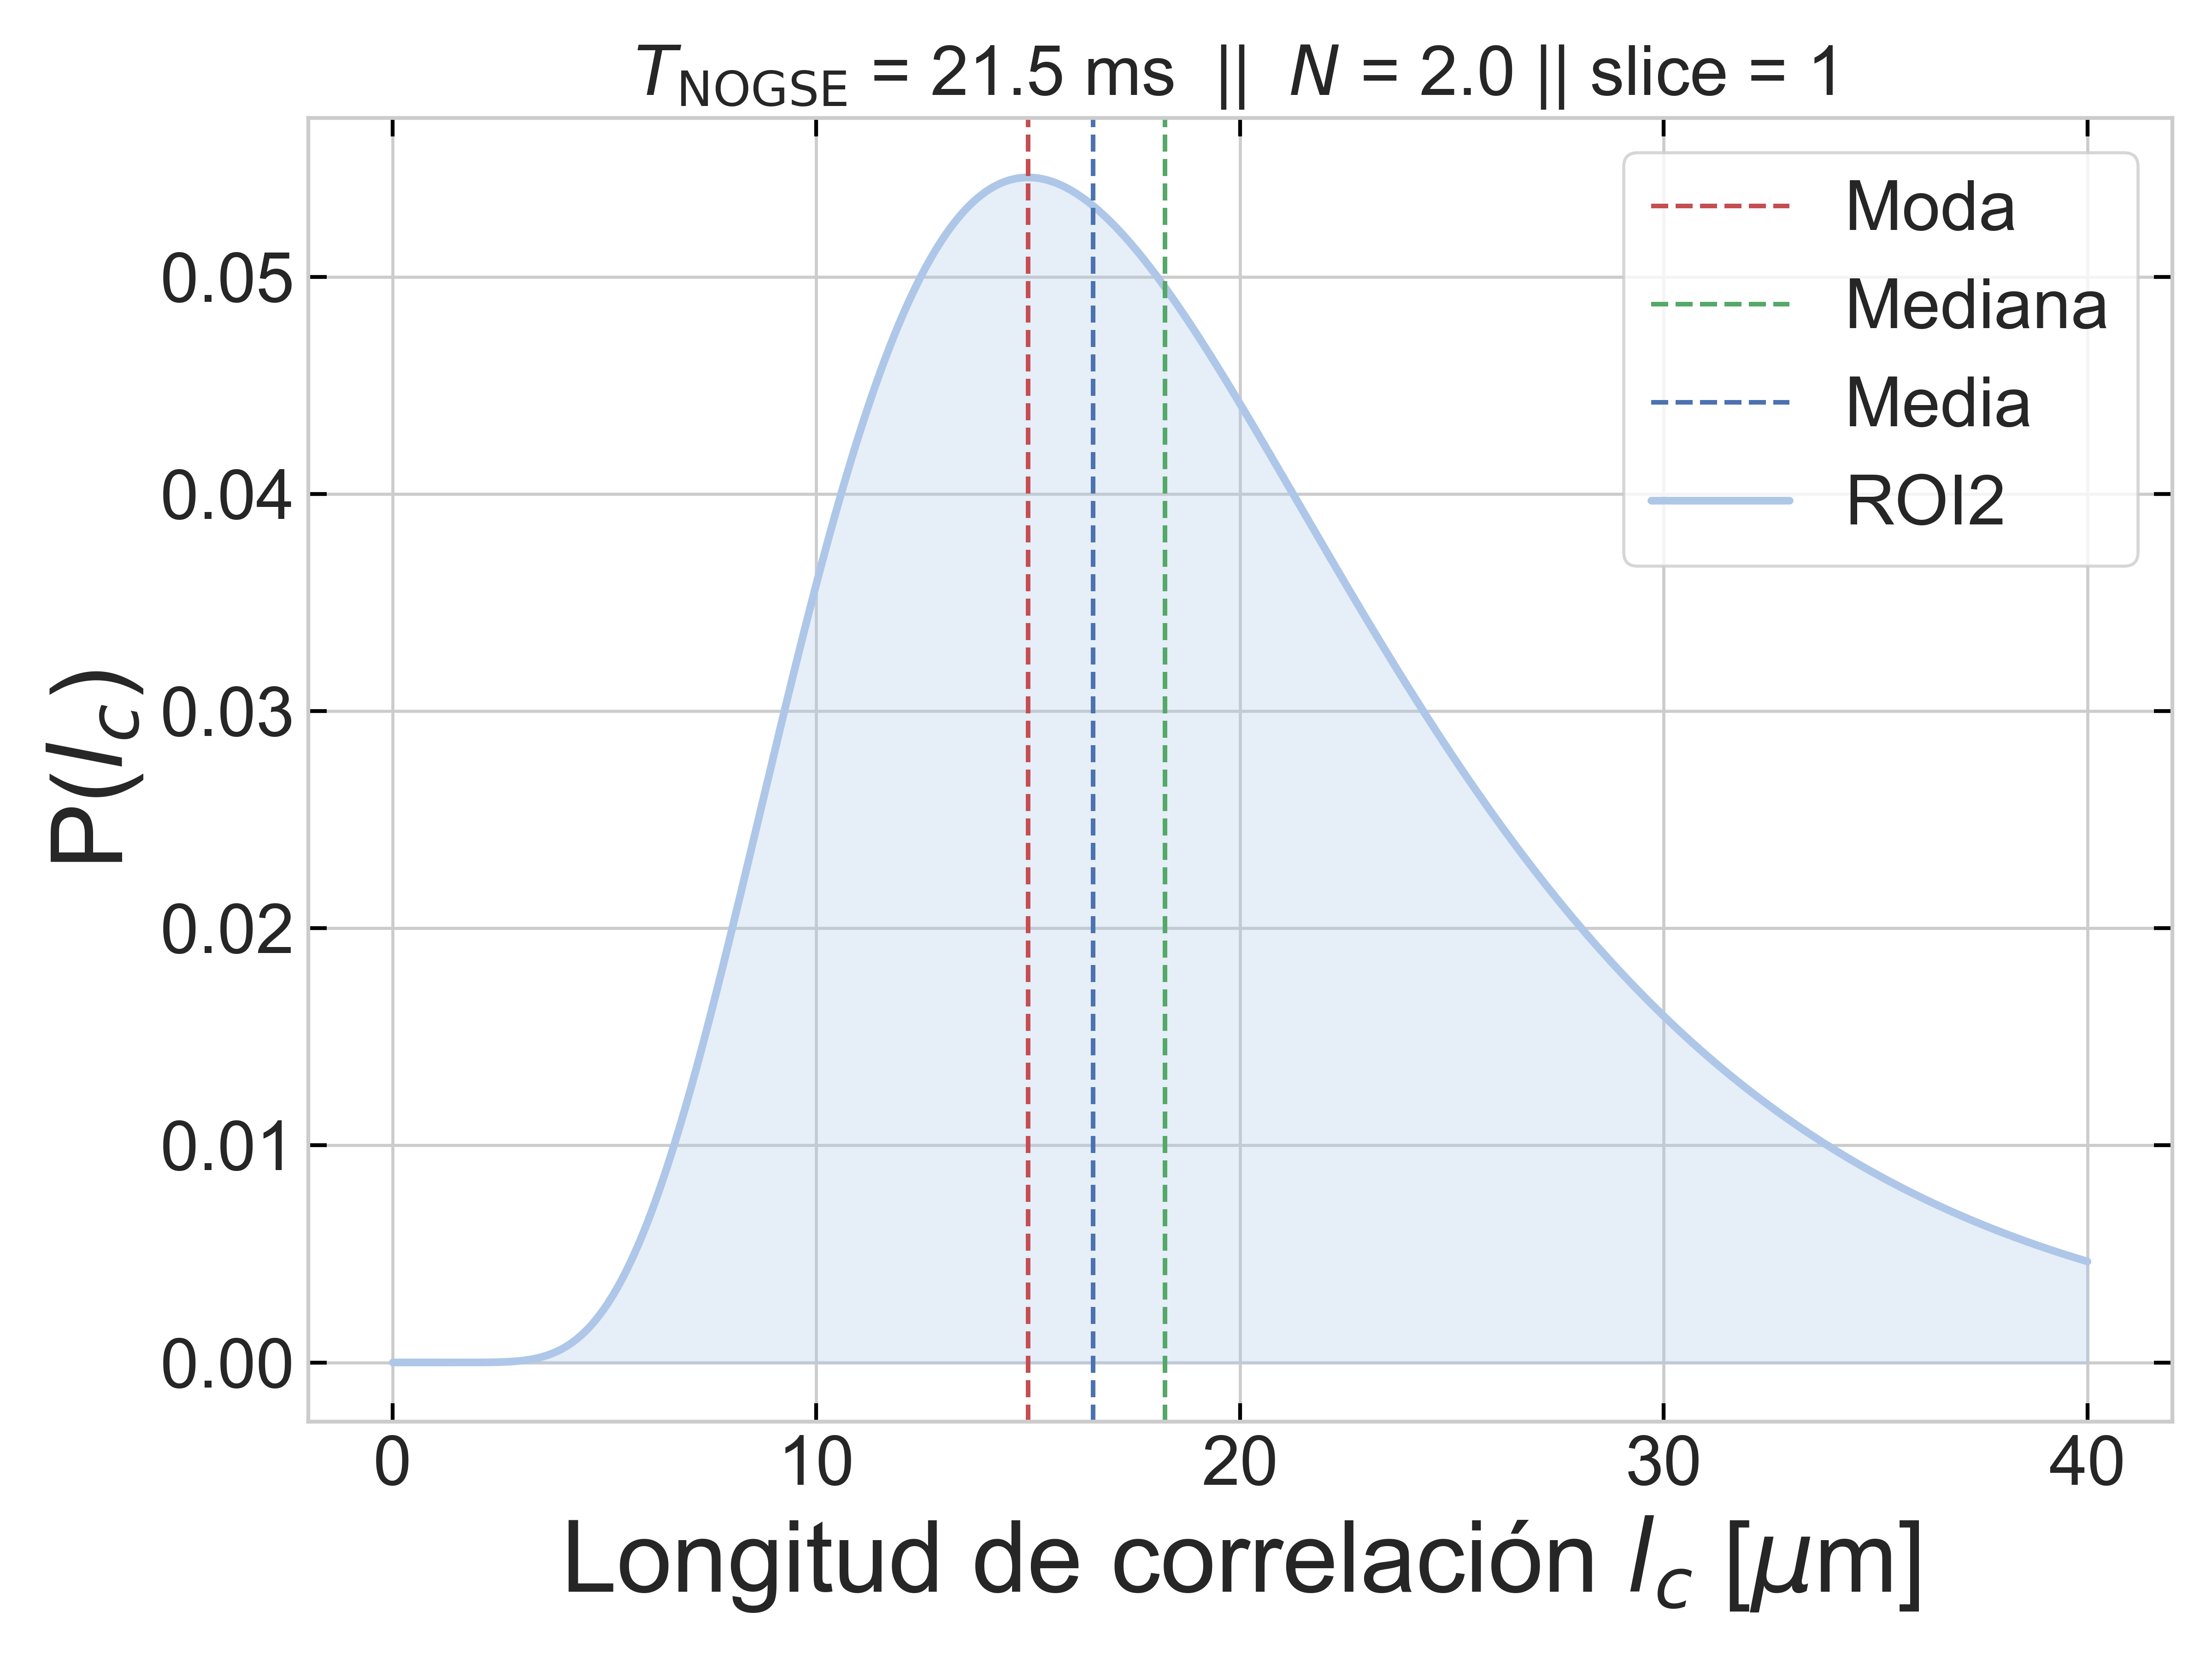 T_NOGSE = 21.5 ms || N = 2.0 || slice = 1
Moda
Mediana
Media
ROI2
P(l_c)
0.05
0.04
0.03
0.02
0.01
0.00
0 10 20 30 40
Longitud de correlación l_c [μm]